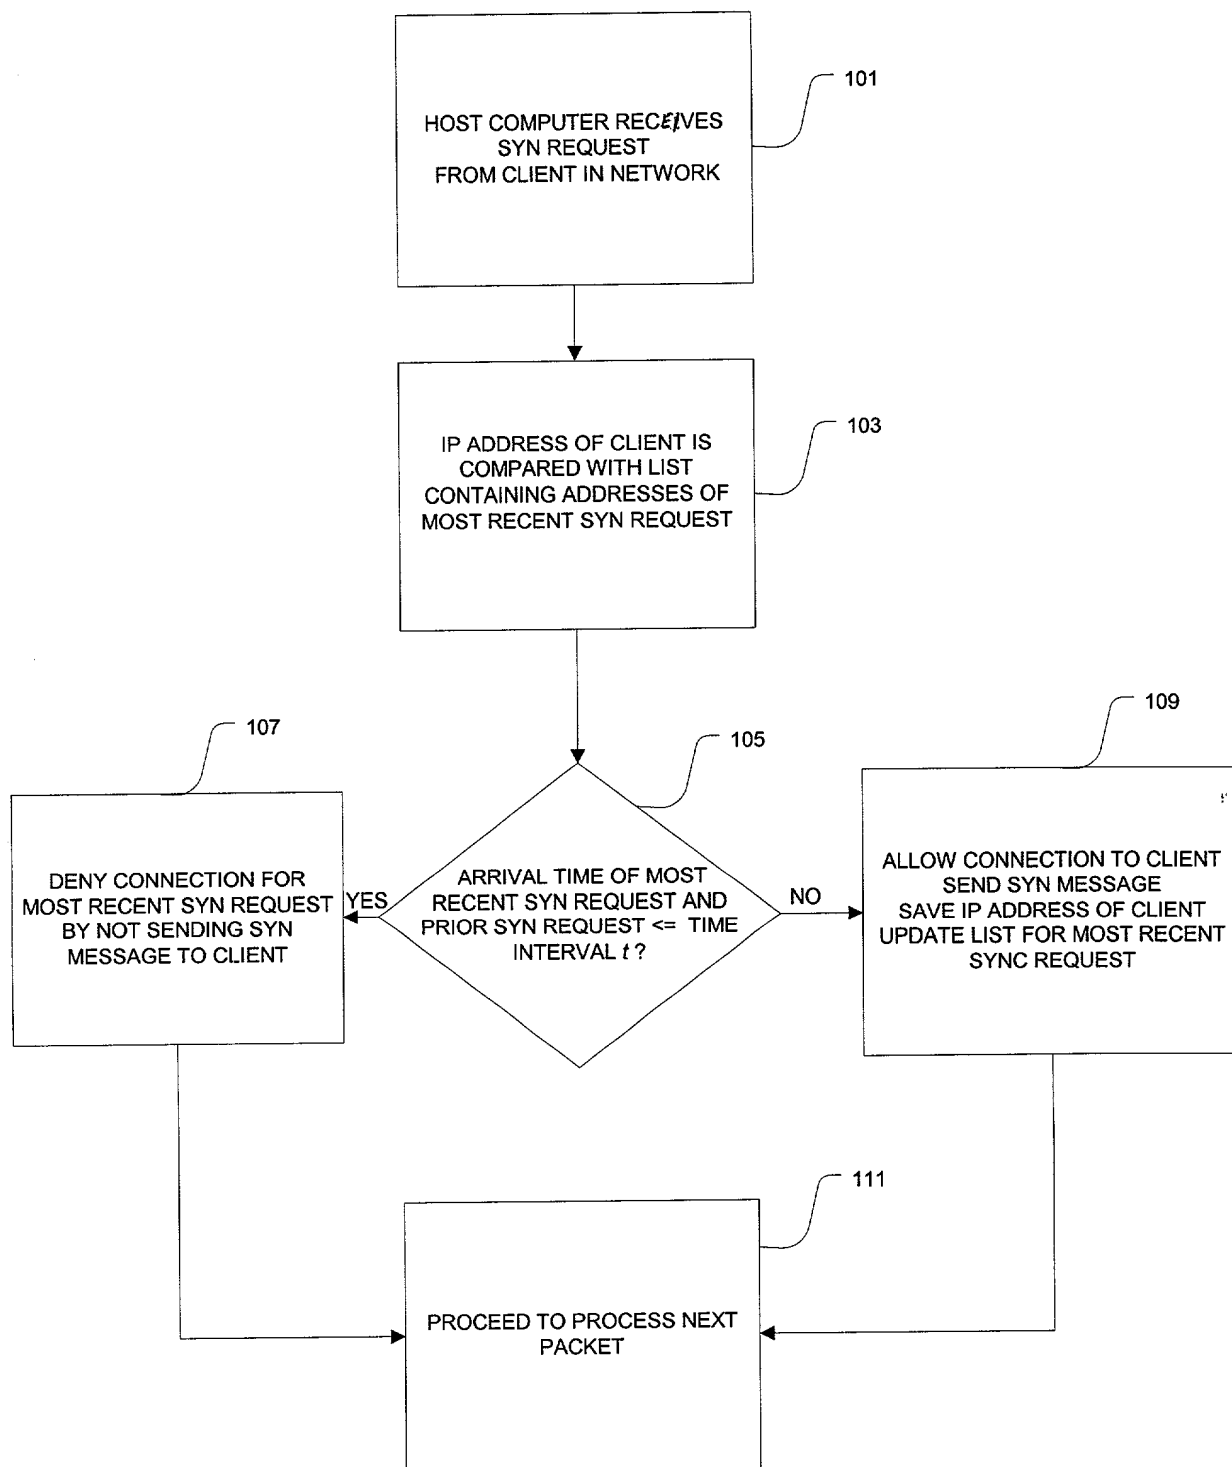 101
HOST COMPUTER RECEIVES
SYN REQUEST
FROM CLIENT IN NETWORK
103
IP ADDRESS OF CLIENT IS
COMPARED WITH LIST
CONTAINING ADDRESSES OF
MOST RECENT SYN REQUEST
105
ARRIVAL TIME OF MOST
RECENT SYN REQUEST AND
PRIOR SYN REQUEST <= TIME
INTERVAL t ?
YES
NO
107
DENY CONNECTION FOR
MOST RECENT SYN REQUEST
BY NOT SENDING SYN
MESSAGE TO CLIENT
109
ALLOW CONNECTION TO CLIENT
SEND SYN MESSAGE
SAVE IP ADDRESS OF CLIENT
UPDATE LIST FOR MOST RECENT
SYNC REQUEST
111
PROCEED TO PROCESS NEXT
PACKET